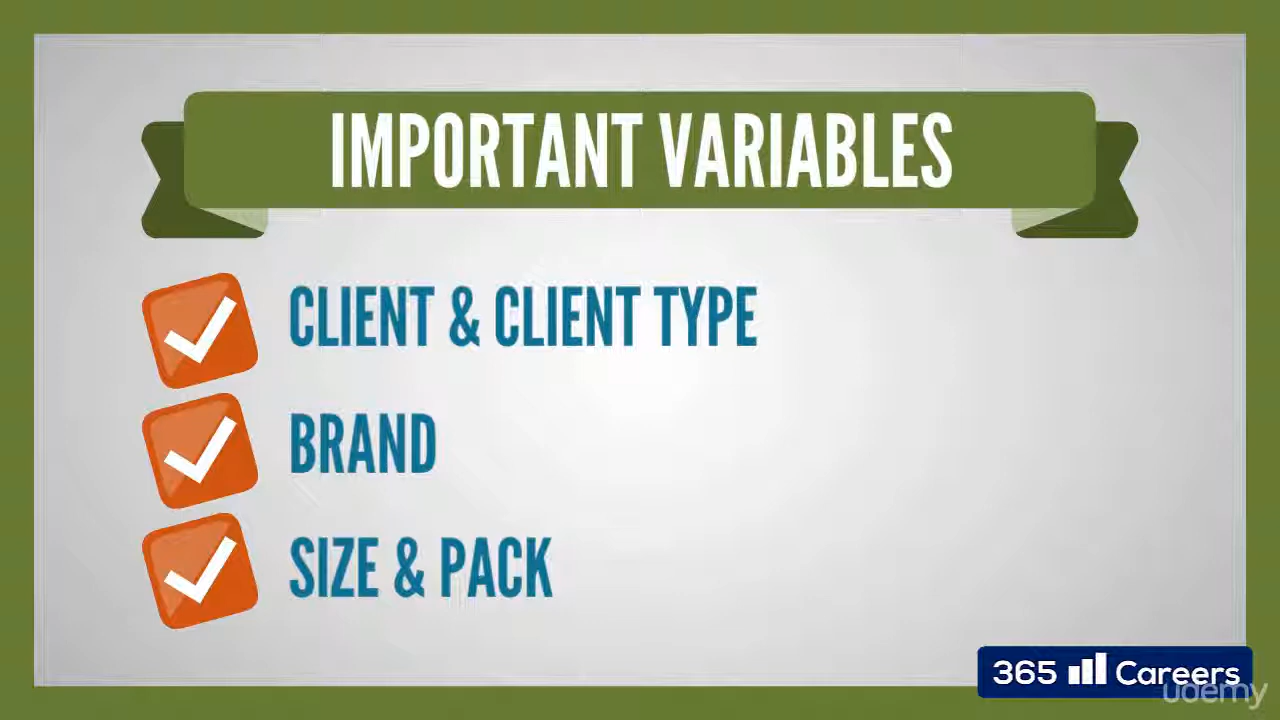 IMPORTANT VARIABLES
CLIENT & CLIENT TYPE
BRAND
SIZE & PACK
365 Careers
udemy